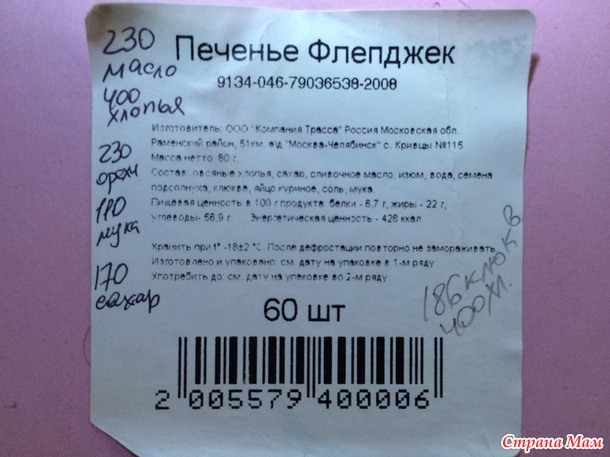 230
масло
400
хлопья
230
орехи
110
мука
170
сахар
Печенье Флепджек
9134-046-79036538-2008
Изготовитель: ООО "Компания Трасса" Россия Московская обл.
Раменский район, 51км. а/д "Москва-Челябинск" с. Кривцы №115
Масса нетто: 80 г.
Состав: овсяные хлопья, сахар, сливочное масло, изюм, вода, семена
подсолнуха, клюква, яйцо куриное, соль, мука.
Пищевая ценность в 100 г продукта: белки - 6,7 г, жиры - 22 г,
углеводы- 56,9 г. Энергетическая ценность - 428 ккал
Хранить при t° -18±2 °С. После дефростации повторно не замораживать
Изготовлено и упаковано: см. дату на упаковке в 1-м ряду
Употребить до: см. дату на упаковке во 2-м ряду
60 шт
186 клюкв
400 хл.
2 005579 400006
Страна Мам